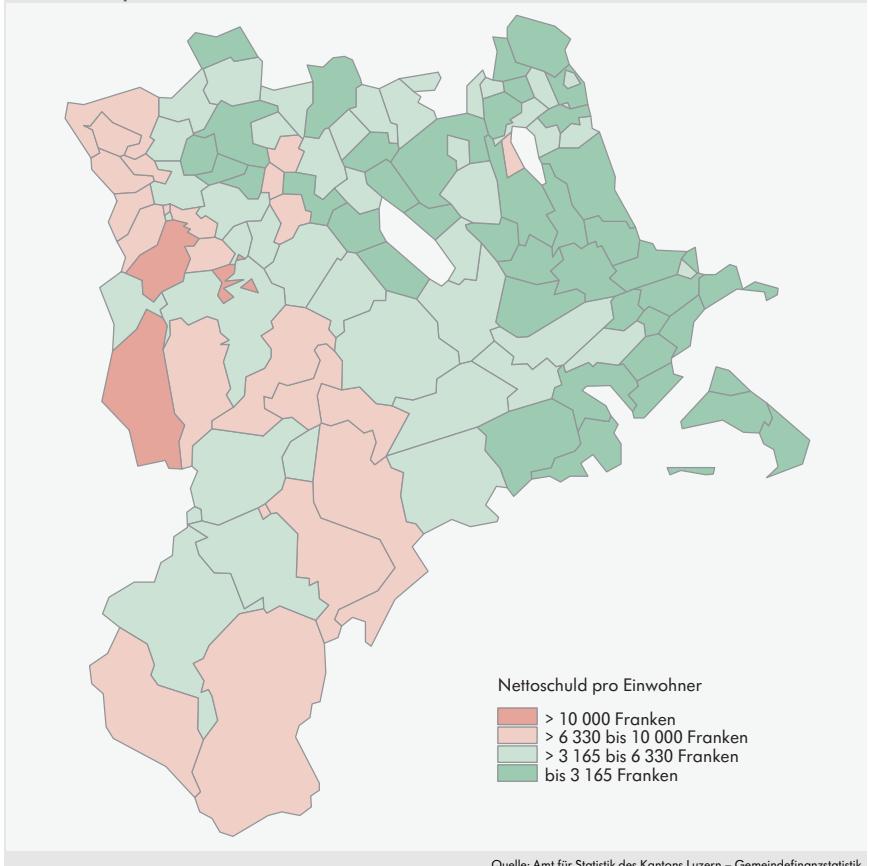 Nettoschuld pro Einwohner
> 10 000 Franken
> 6 330 bis 10 000 Franken
> 3 165 bis 6 330 Franken
bis 3 165 Franken
Quelle: Amt für Statistik des Kantons Luzern – Gemeindefinanzstatistik